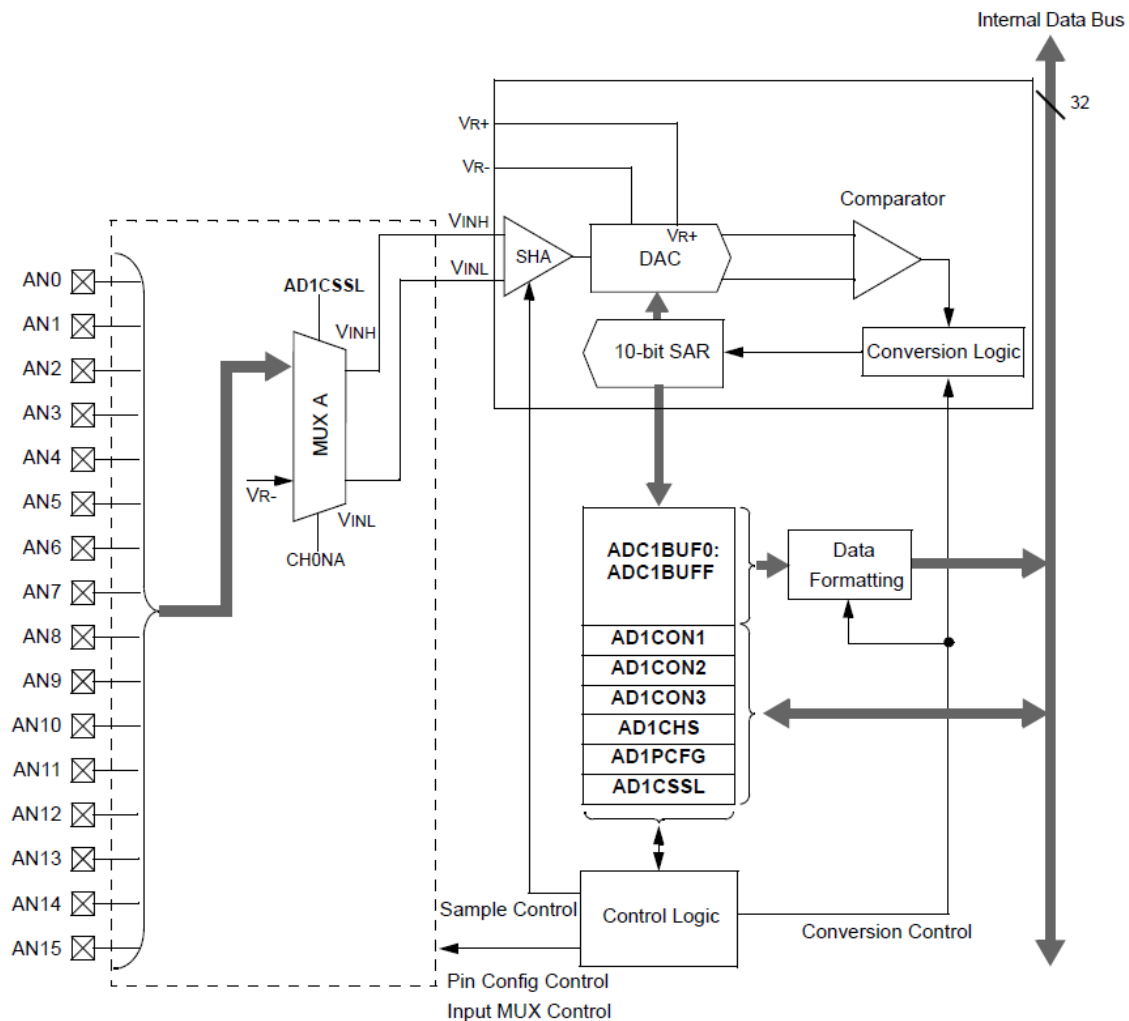 Internal Data Bus
32
VR+
VR-
Comparator
VINH
VR+
SHA
DAC
VINL
AN0
AD1CSSL
AN1
VINH
10-bit SAR
Conversion Logic
AN2
AN3
MUX A
AN4
VR-
AN5
VINL
AN6
CH0NA
ADC1BUF0:
ADC1BUFF
Data
Formatting
AN7
AN8
AD1CON1
AD1CON2
AN9
AD1CON3
AN10
AD1CHS
AD1PCFG
AN11
AD1CSSL
AN12
AN13
AN14
Sample Control
Control Logic
Conversion Control
AN15
Pin Config Control
Input MUX Control